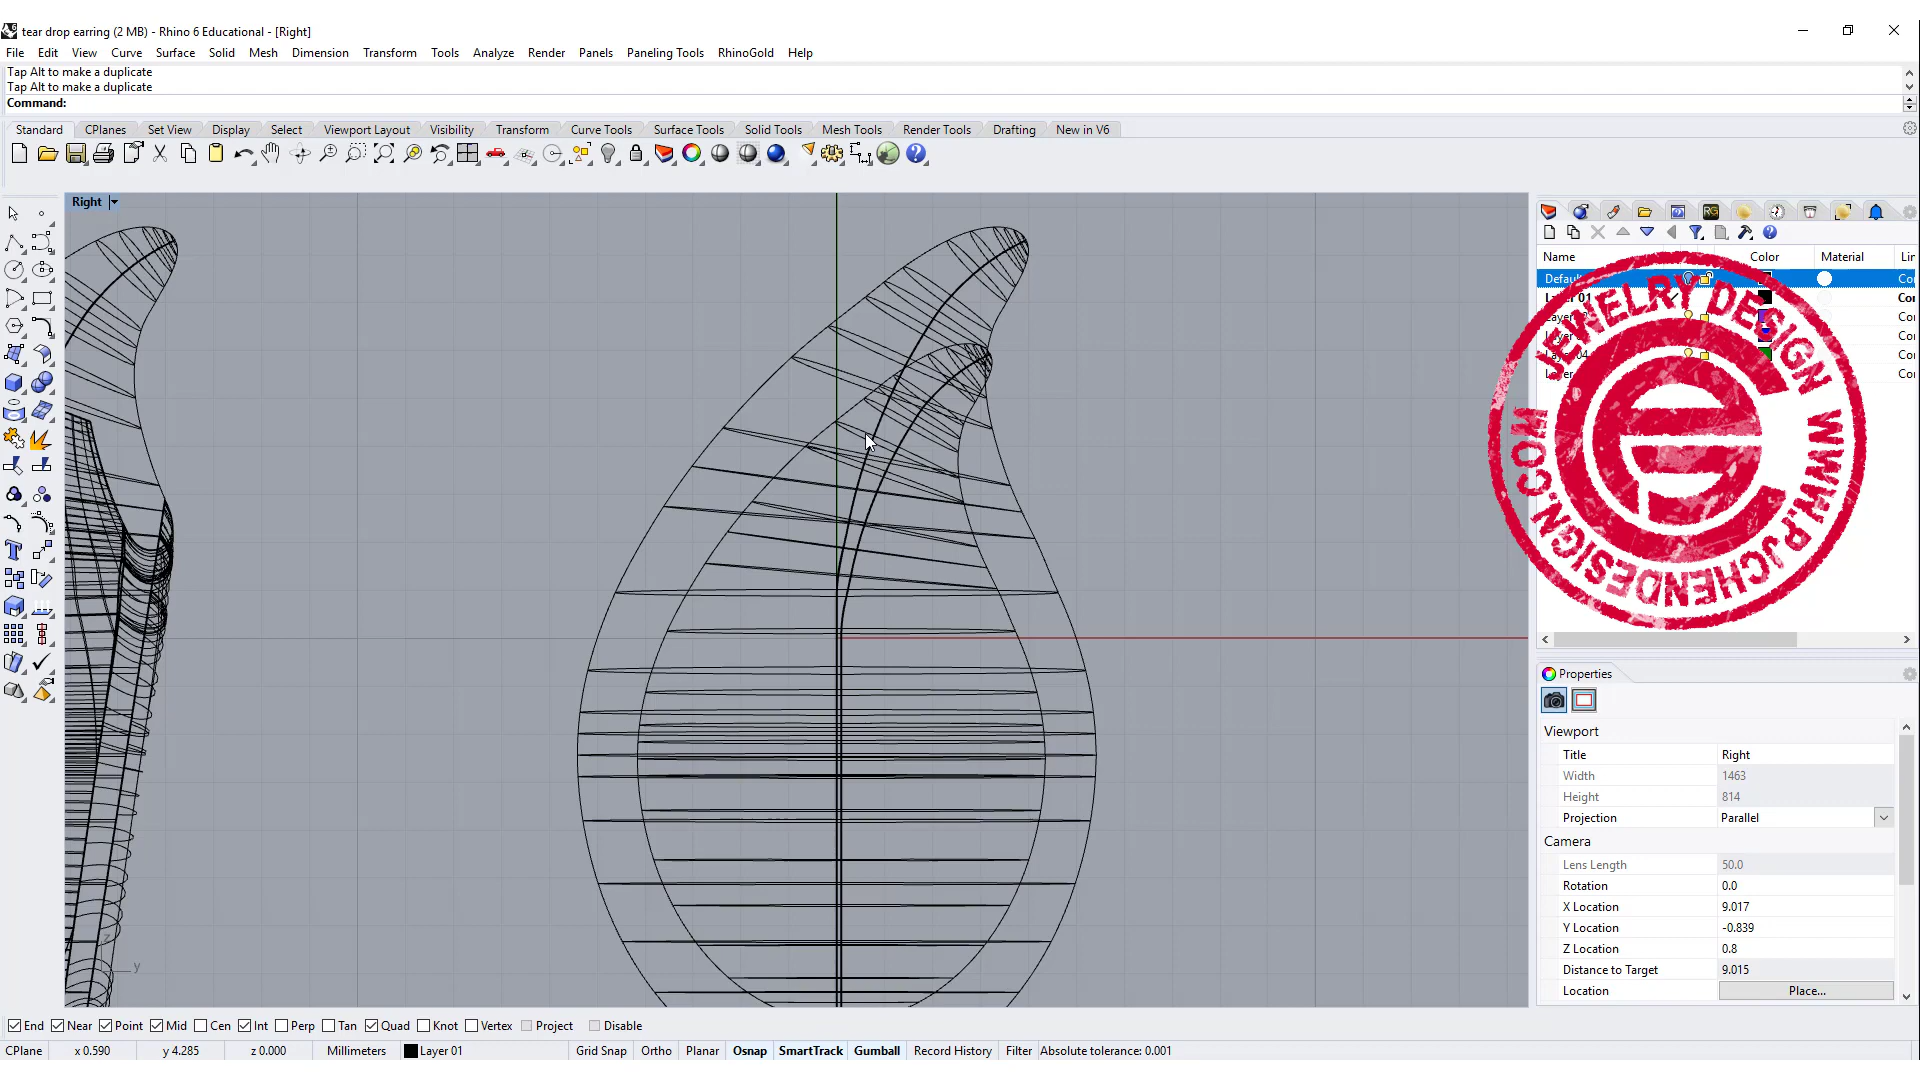 tear drop earring (2 MB) - Rhino 6 Educational - [Right]
File Edit View Curve Surface Solid Mesh Dimension Transform Tools Analyze Render Panels Paneling Tools RhinoGold Help
Tap Alt to make a duplicate
Tap Alt to make a duplicate
Command:
Standard CPlanes Set View Display Select Viewport Layout Visibility Transform Curve Tools Surface Tools Solid Tools Mesh Tools Render Tools Drafting New in V6
Right
Name Color Material Lin
JEWELRY DESIGN WWW.PJCHENDESIGN.COM
z
y
Properties
Viewport
Title Right
Width 1463
Height 814
Projection Parallel
Camera
Lens Length 50.0
Rotation 0.0
X Location 9.017
Y Location -0.839
Z Location 0.8
Distance to Target 9.015
Location Place...
End Near Point Mid Cen Int Perp Tan Quad Knot Vertex Project Disable
CPlane x 0.590 y 4.285 z 0.000 Millimeters Layer 01 Grid Snap Ortho Planar Osnap SmartTrack Gumball Record History Filter Absolute tolerance: 0.001